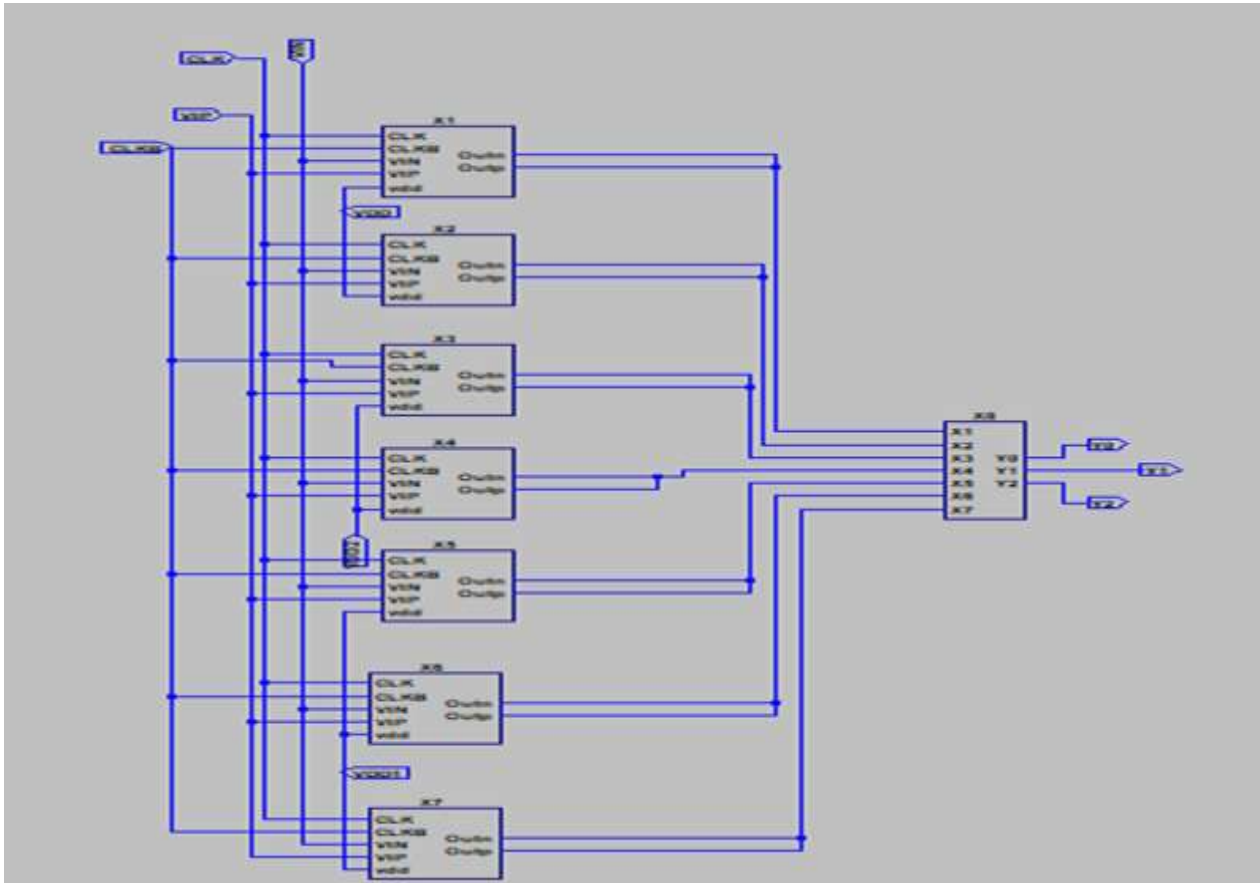 CLK
VIN
VIP
CLKB
X1
CLK
CLKB
VIN
VIP
vdd
Outn
Outp
VDD
X2
CLK
CLKB
VIN
VIP
vdd
Outn
Outp
X3
CLK
CLKB
VIN
VIP
vdd
Outn
Outp
X4
CLK
CLKB
VIN
VIP
vdd
Outn
Outp
VDD2
X5
CLK
CLKB
VIN
VIP
vdd
Outn
Outp
X6
CLK
CLKB
VIN
VIP
vdd
Outn
Outp
VDD1
X7
CLK
CLKB
VIN
VIP
vdd
Outn
Outp
X1
X2
X3
X4
X5
X6
X7
Y0
Y1
Y2
Y1
Y2